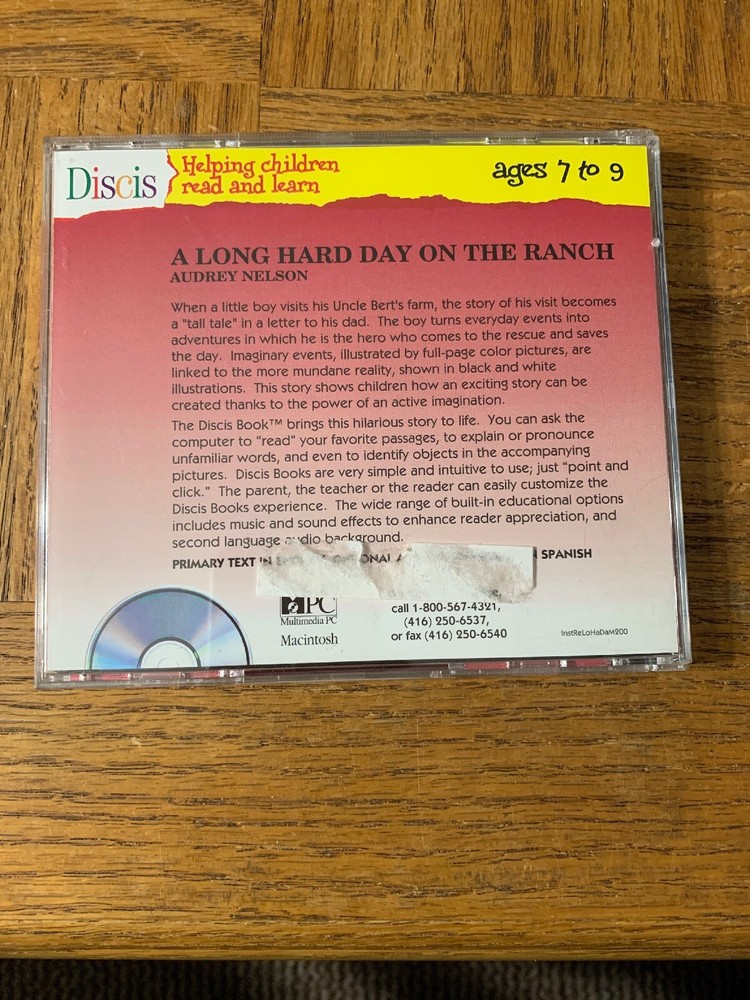 Discis
Helping children
read and learn
ages 7 to 9
A LONG HARD DAY ON THE RANCH
AUDREY NELSON
When a little boy visits his Uncle Bert's farm, the story of his visit becomes
a "tall tale" in a letter to his dad. The boy turns everyday events into
adventures in which he is the hero who comes to the rescue and saves
the day. Imaginary events, illustrated by full-page color pictures, are
linked to the more mundane reality, shown in black and white
illustrations. This story shows children how an exciting story can be
created thanks to the power of an active imagination.
The Discis Book™ brings this hilarious story to life. You can ask the
computer to "read" your favorite passages, to explain or pronounce
unfamiliar words, and even to identify objects in the accompanying
pictures. Discis Books are very simple and intuitive to use; just "point and
click." The parent, the teacher or the reader can easily customize the
Discis Books experience. The wide range of built-in educational options
includes music and sound effects to enhance reader appreciation, and
second language audio background.
PRIMARY TEXT IN SPANISH
MPC
Multimedia PC
Macintosh
call 1-800-567-4321,
(416) 250-6537,
or fax (416) 250-6540
InstReLoHaDaM200